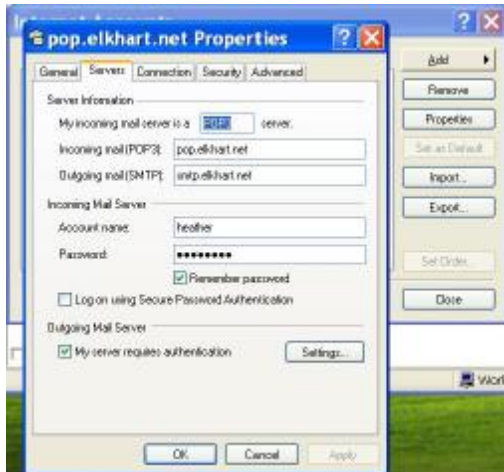 Internet Accounts
pop.elkhart.net Properties
General Servers Connection Security Advanced
Server Information
My incoming mail server is a POP3 server.
Incoming mail (POP3): pop.elkhart.net
Outgoing mail (SMTP): smtp.elkhart.net
Incoming Mail Server
Account name: heather
Password: ●●●●●●●●
Remember password
Log on using Secure Password Authentication
Outgoing Mail Server
My server requires authentication Settings...
OK Cancel Apply
Add
Remove
Properties
Set as Default
Import...
Export...
Set Order...
Close